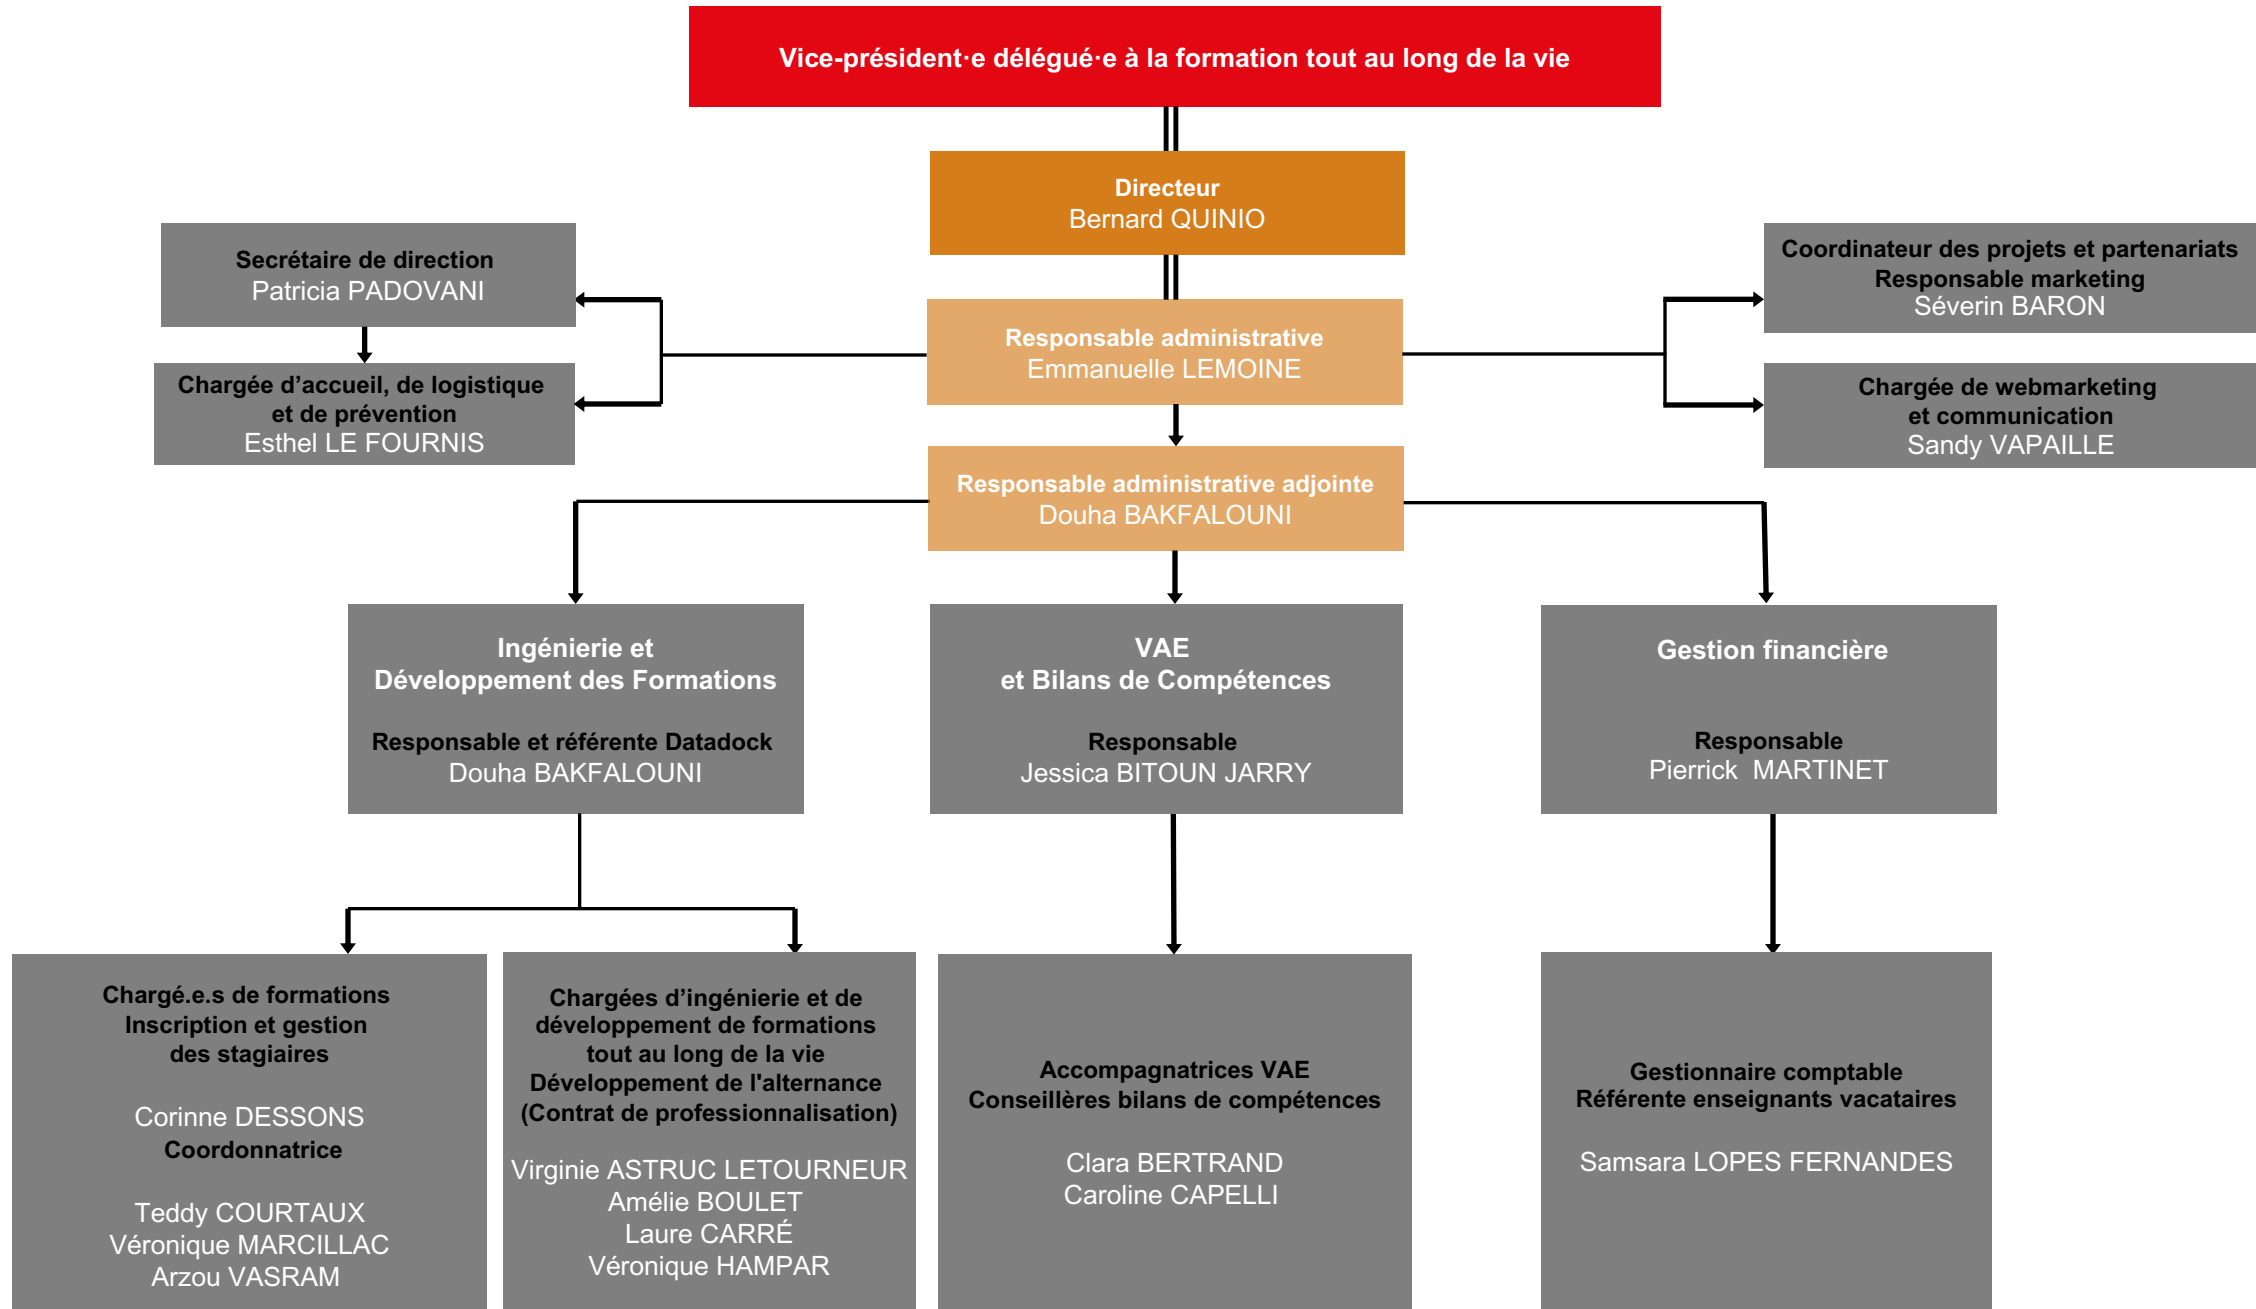 Vice-président·e délégué·e à la formation tout au long de la vie
Directeur
Bernard QUINIO
Secrétaire de direction
Patricia PADOVANI
Coordinateur des projets et partenariats
Responsable marketing
Séverin BARON
Responsable administrative
Emmanuelle LEMOINE
Chargée d’accueil, de logistique
et de prévention
Esthel LE FOURNIS
Chargée de webmarketing
et communication
Sandy VAPAILLE
Responsable administrative adjointe
Douha BAKFALOUNI
Ingénierie et
Développement des Formations
Responsable et référente Datadock
Douha BAKFALOUNI
VAE
et Bilans de Compétences
Responsable
Jessica BITOUN JARRY
Gestion financière
Responsable
Pierrick  MARTINET
Chargé.e.s de formations
Inscription et gestion
des stagiaires
Corinne DESSONS
Coordonnatrice
Teddy COURTAUX
Véronique MARCILLAC
Arzou VASRAM
Chargées d’ingénierie et de
développement de formations
tout au long de la vie
Développement de l'alternance
(Contrat de professionnalisation)
Virginie ASTRUC LETOURNEUR
Amélie BOULET
Laure CARRÉ
Véronique HAMPAR
Accompagnatrices VAE
Conseillères bilans de compétences
Clara BERTRAND
Caroline CAPELLI
Gestionnaire comptable
Référente enseignants vacataires
Samsara LOPES FERNANDES